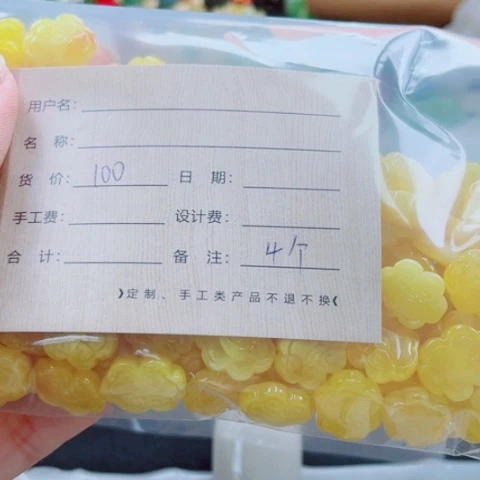 用户名：
名 称：
货 价：100 日 期：
手工费： 设计费：
合 计： 备 注：4个
》定制、手工类产品不退不换《